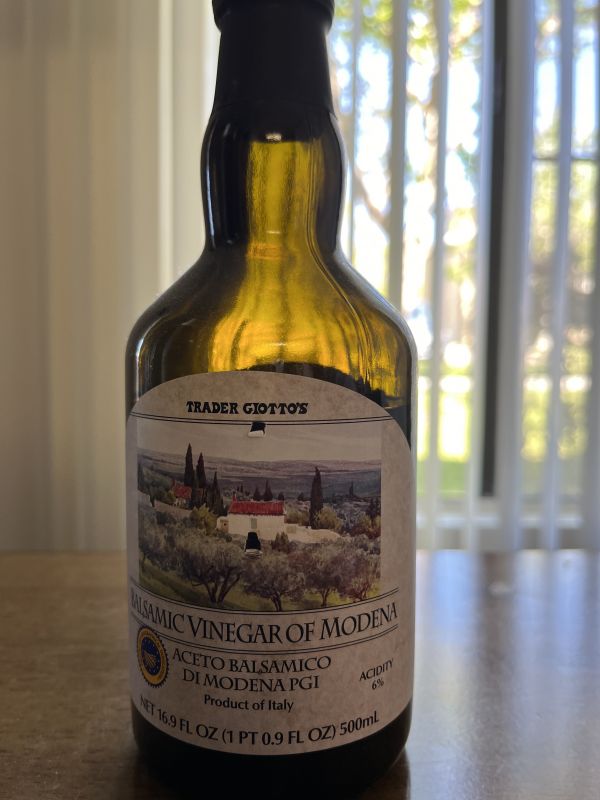 TRADER GIOTTO'S
BALSAMIC VINEGAR OF MODENA
ACETO BALSAMICO
DI MODENA PGI
ACIDITY
6%
Product of Italy
NET 16.9 FL OZ (1 PT 0.9 FL OZ) 500mL